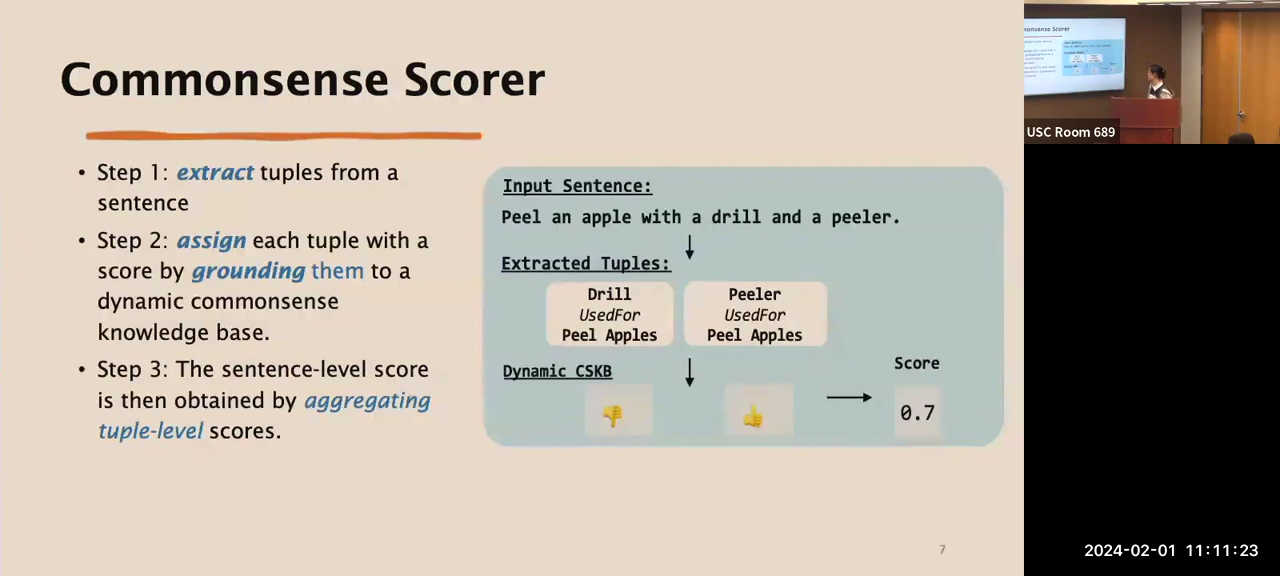 Commonsense Scorer
• Step 1: extract tuples from a
sentence
• Step 2: assign each tuple with a
score by grounding them to a
dynamic commonsense
knowledge base.
• Step 3: The sentence-level score
is then obtained by aggregating
tuple-level scores.
Input Sentence:
Peel an apple with a drill and a peeler.
Extracted Tuples:
Drill
UsedFor
Peel Apples
Peeler
UsedFor
Peel Apples
Dynamic CSKB
Score
0.7
7
USC Room 689
2024-02-01 11:11:23